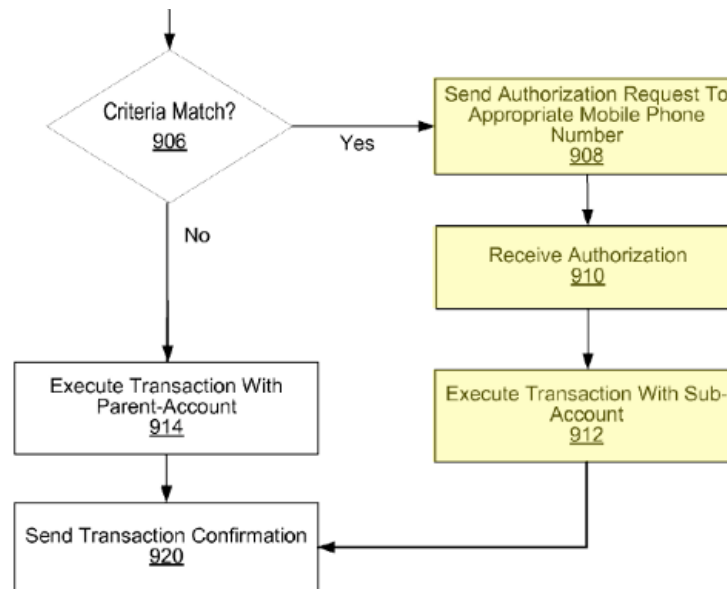 Criteria Match?
906
Yes
Send Authorization Request To
Appropriate Mobile Phone
Number
908
No
Receive Authorization
910
Execute Transaction With
Parent-Account
914
Execute Transaction With Sub-
Account
912
Send Transaction Confirmation
920